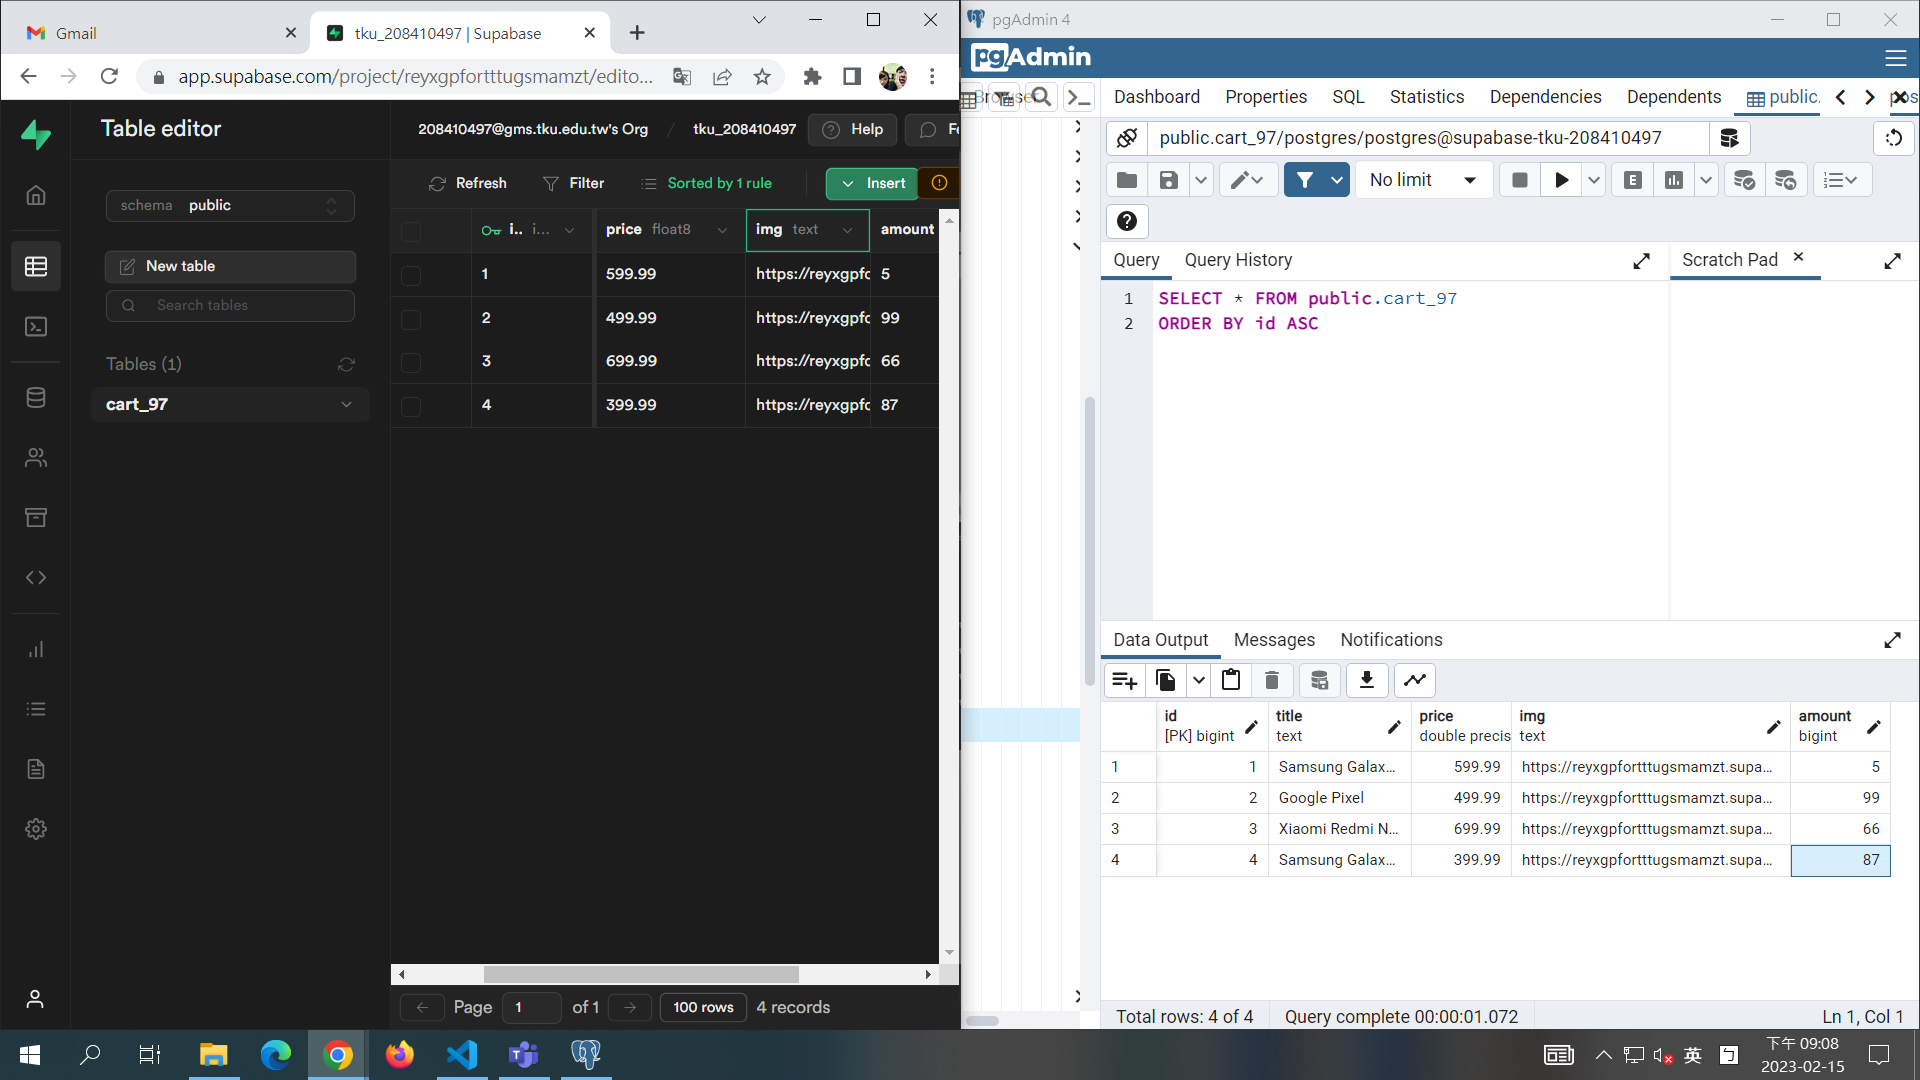 Gmail
tku_208410497 | Supabase
app.supabase.com/project/reyxgpfortttugsmamzt/edito...
Table editor
208410497@gms.tku.edu.tw's Org / tku_208410497 Help
schema public
Refresh Filter Sorted by 1 rule Insert
New table
Search tables
Tables (1)
cart_97
i.. i... price float8 img text amount
1 599.99 https://reyxgpfc 5
2 499.99 https://reyxgpfc 99
3 699.99 https://reyxgpfc 66
4 399.99 https://reyxgpfc 87
Page 1 of 1 100 rows 4 records
pgAdmin 4
pgAdmin
Browser
Dashboard Properties SQL Statistics Dependencies Dependents public. pos
public.cart_97/postgres/postgres@supabase-tku-208410497
No limit
E
Query Query History Scratch Pad
1 SELECT * FROM public.cart_97
2 ORDER BY id ASC
Data Output Messages Notifications
id title price img amount
[PK] bigint text double precis text bigint
1 1 Samsung Galax... 599.99 https://reyxgpfortttugsmamzt.supa... 5
2 2 Google Pixel 499.99 https://reyxgpfortttugsmamzt.supa... 99
3 3 Xiaomi Redmi N... 699.99 https://reyxgpfortttugsmamzt.supa... 66
4 4 Samsung Galax... 399.99 https://reyxgpfortttugsmamzt.supa... 87
Total rows: 4 of 4 Query complete 00:00:01.072 Ln 1, Col 1
英 ㄅ 下午 09:08
2023-02-15